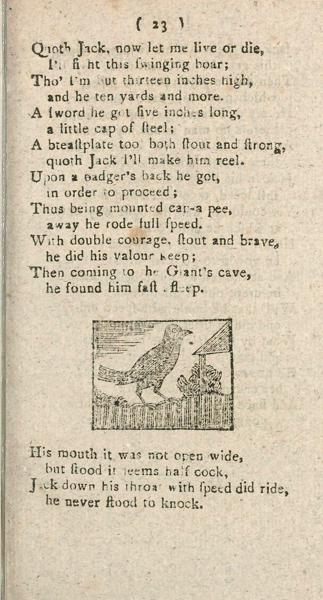 ( 23 )
Quoth Jack, now let me live or die,
I'll fight this ſwinging boar;
Tho' I'm but thirteen inches high,
and he ten yards and more.
A ſword he got five inches long,
a little cap of ſteel;
A breaſtplate too both ſtout and ſtrong,
quoth Jack I'll make him reel.
Upon a badger's back he got,
in order to proceed;
Thus being mounted cap-a pee,
away he rode full ſpeed.
With double courage, ſtout and brave,
he did his valour keep;
Then coming to he Giant's cave,
he found him faſt aſleep.
His mouth it was not open wide,
but ſtood it ſeems half cock,
Jack down his throat with ſpeed did ride,
he never ſtood to knock.